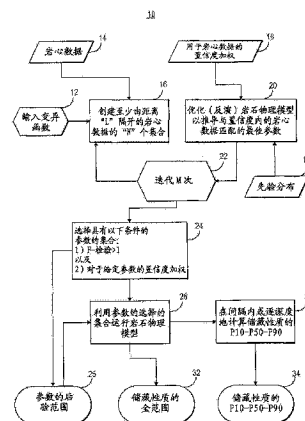 10
14
岩心数据
18
用于岩心数据的
置信度加权
12
输入变异
函数
16
创建至少由距离
“L”隔开的岩心
数据的“N”个集合
20
优化(反演)岩石物理模型
以推导与置信度内的岩心
数据匹配的最佳参数
22
迭代M次
先验分布
24
选择具有以下条件的
参数的集合:
1)F-检验>1
以及
2)对于给定参数的置信度加权
26
利用参数的选择的
集合运行岩石物理
模型
在间隔内或逐深度
地计算储藏性质的
P10-P50-P90
25
参数的后
验范围
32
储藏性质的
全范围
34
储藏性质的
P10-P50-P90